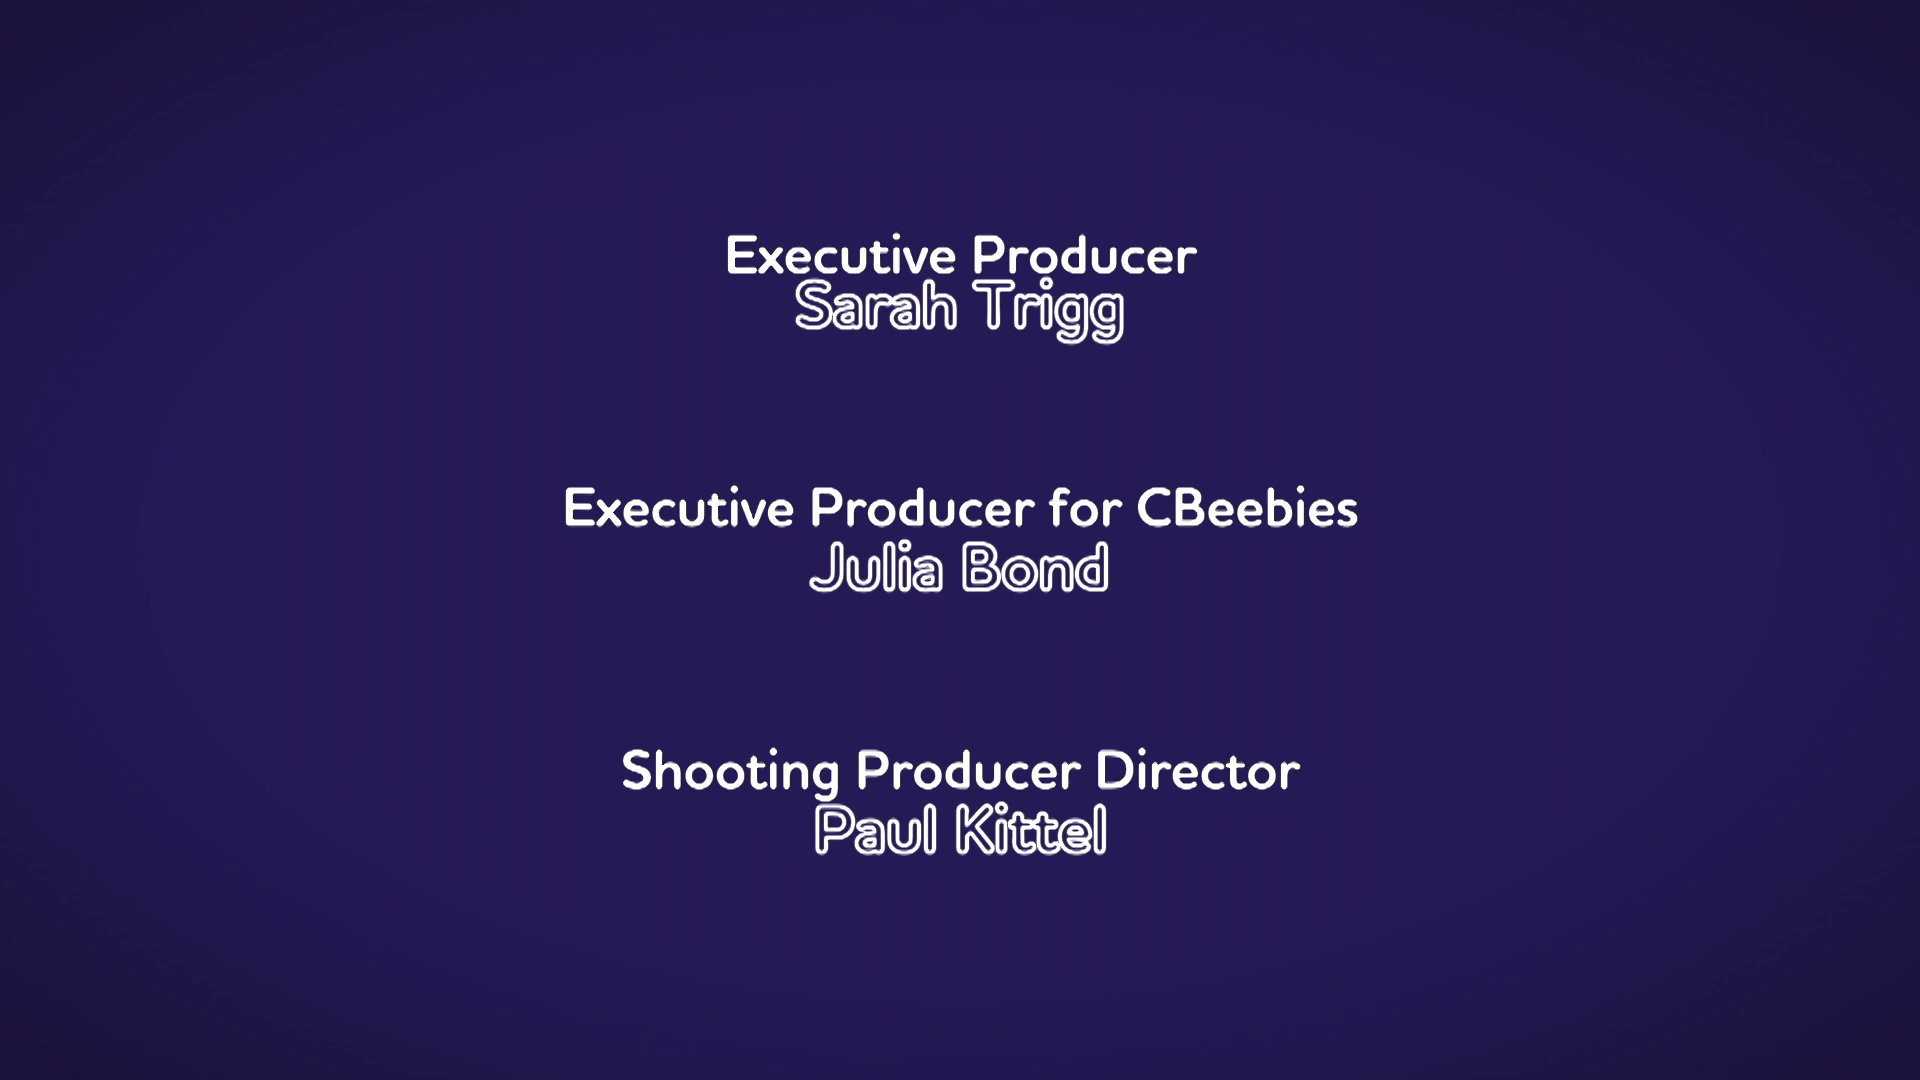 Executive Producer
Sarah Trigg
Executive Producer for CBeebies
Julia Bond
Shooting Producer Director
Paul Kittel